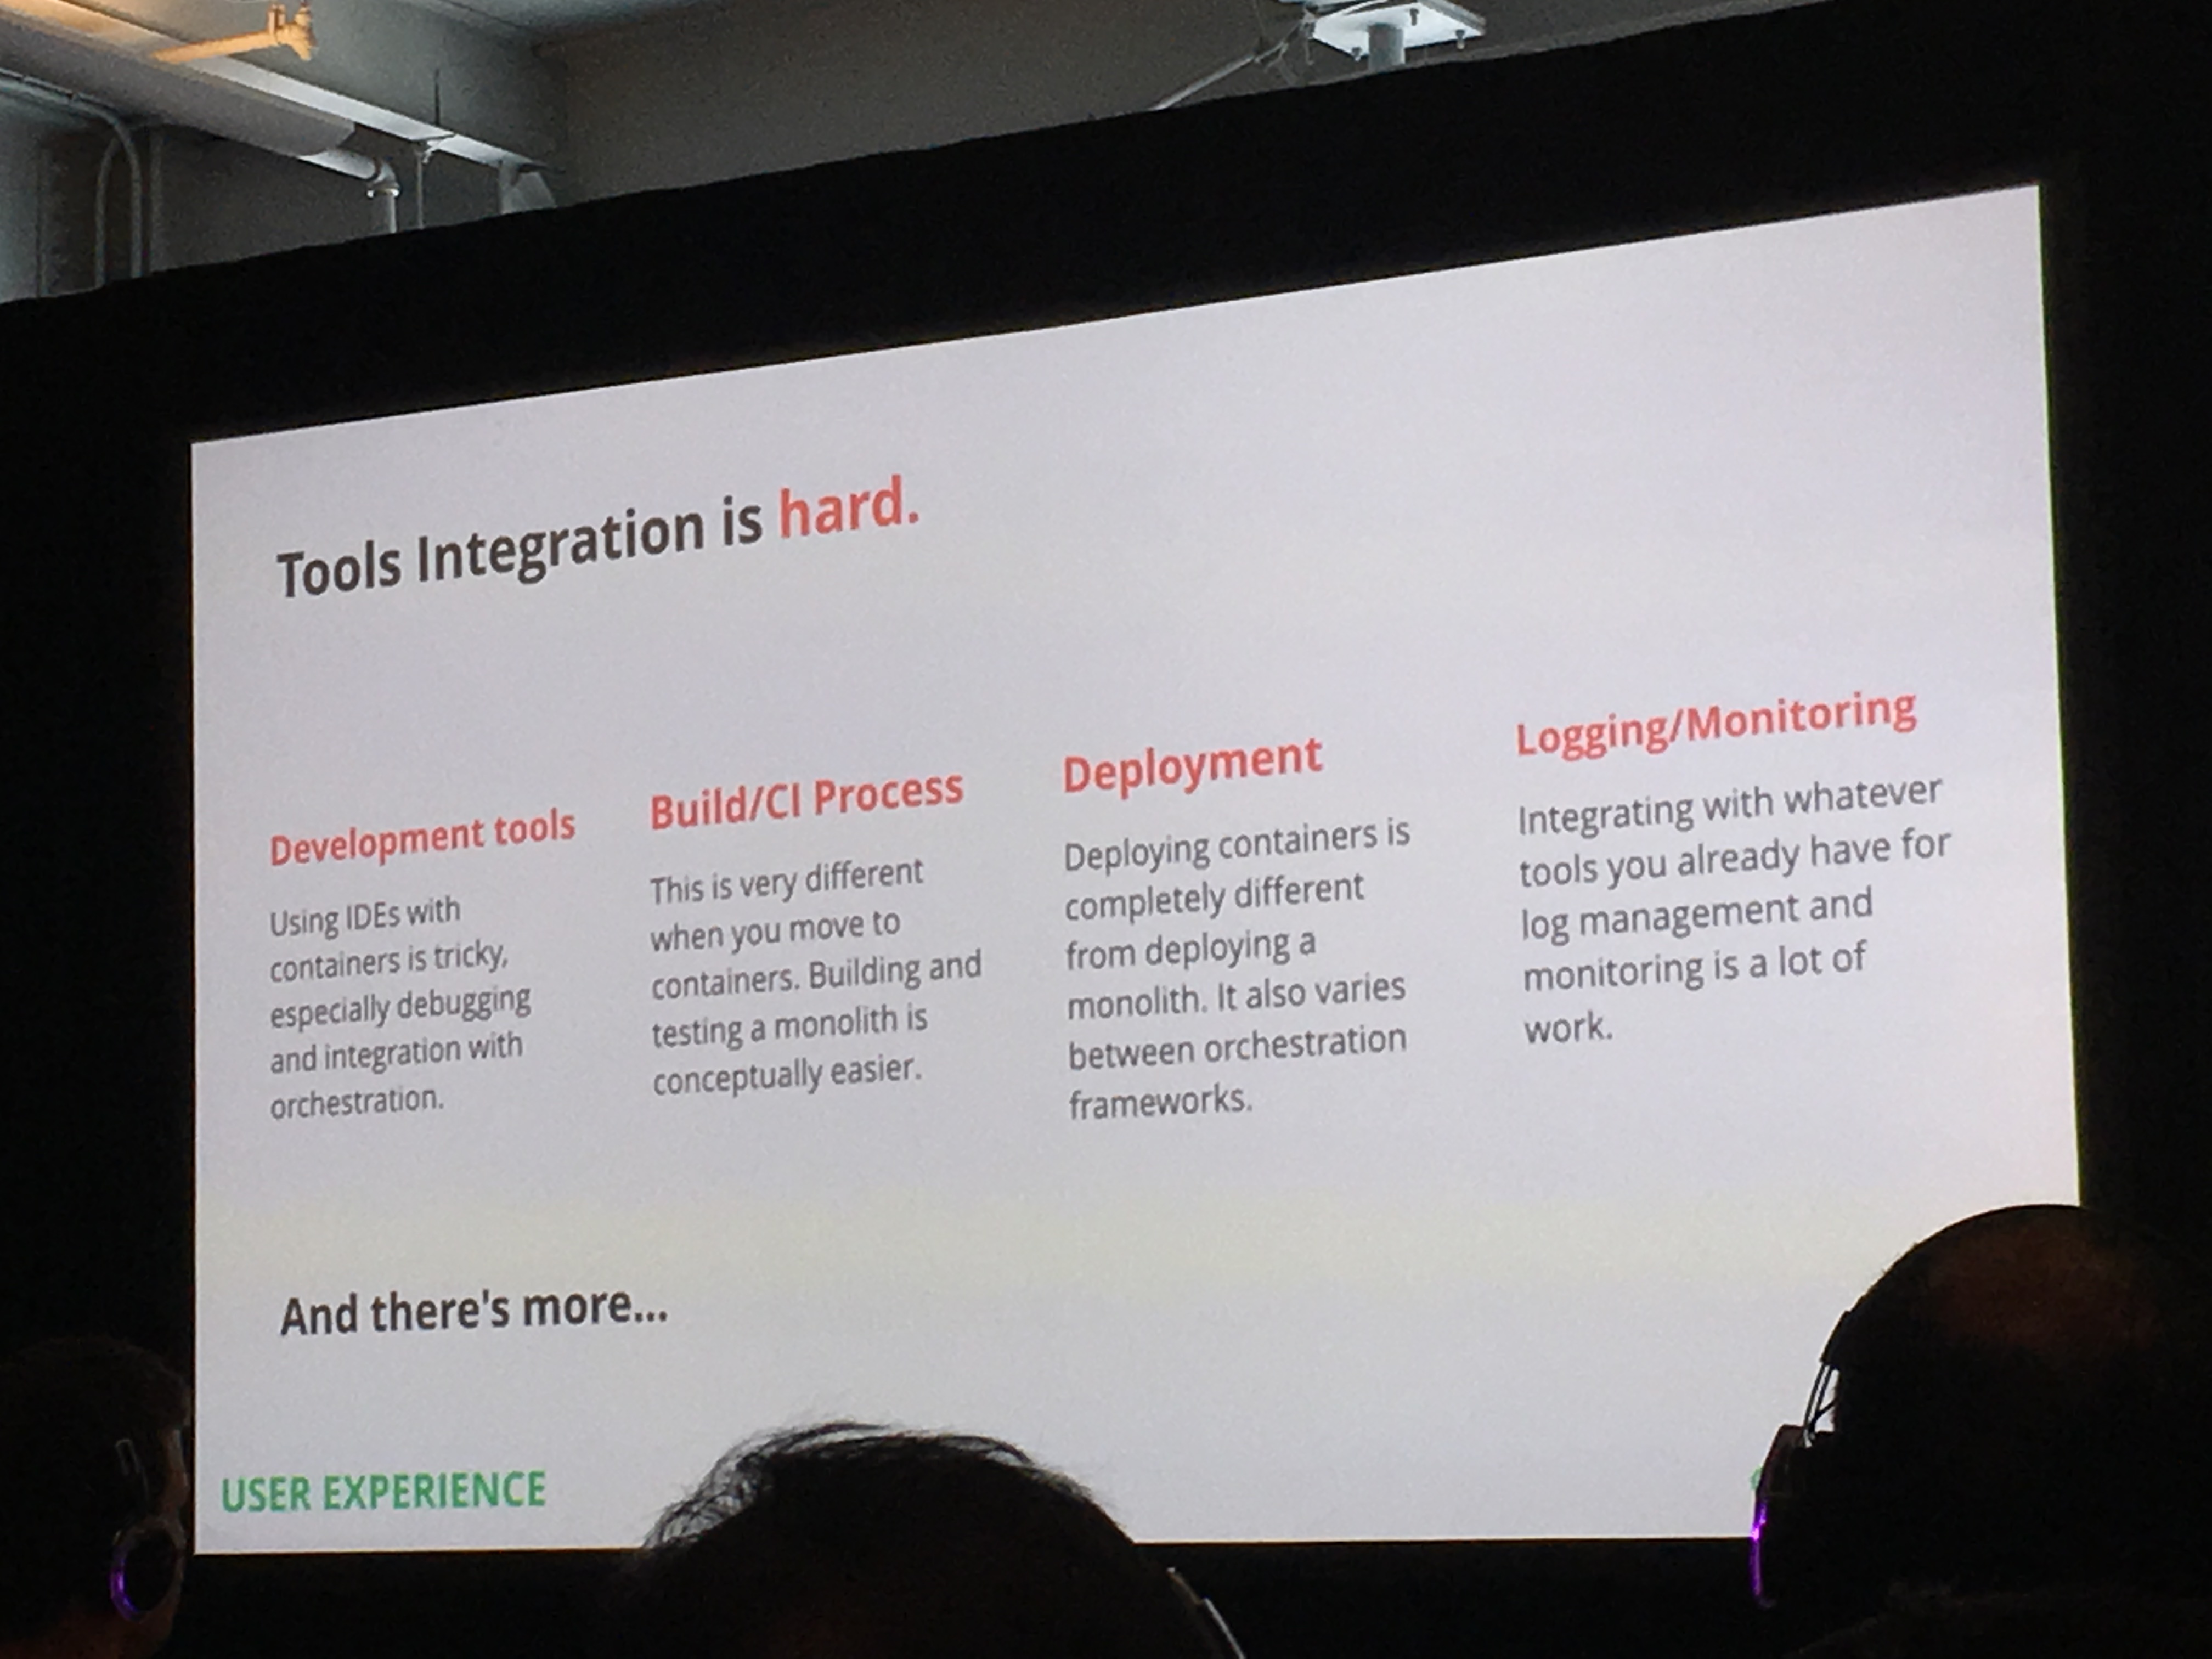 Tools Integration is hard.
Development tools
Using IDEs with
containers is tricky,
especially debugging
and integration with
orchestration.
Build/CI Process
This is very different
when you move to
containers. Building and
testing a monolith is
conceptually easier.
Deployment
Deploying containers is
completely different
from deploying a
monolith. It also varies
between orchestration
frameworks.
Logging/Monitoring
Integrating with whatever
tools you already have for
log management and
monitoring is a lot of
work.
And there's more...
USER EXPERIENCE